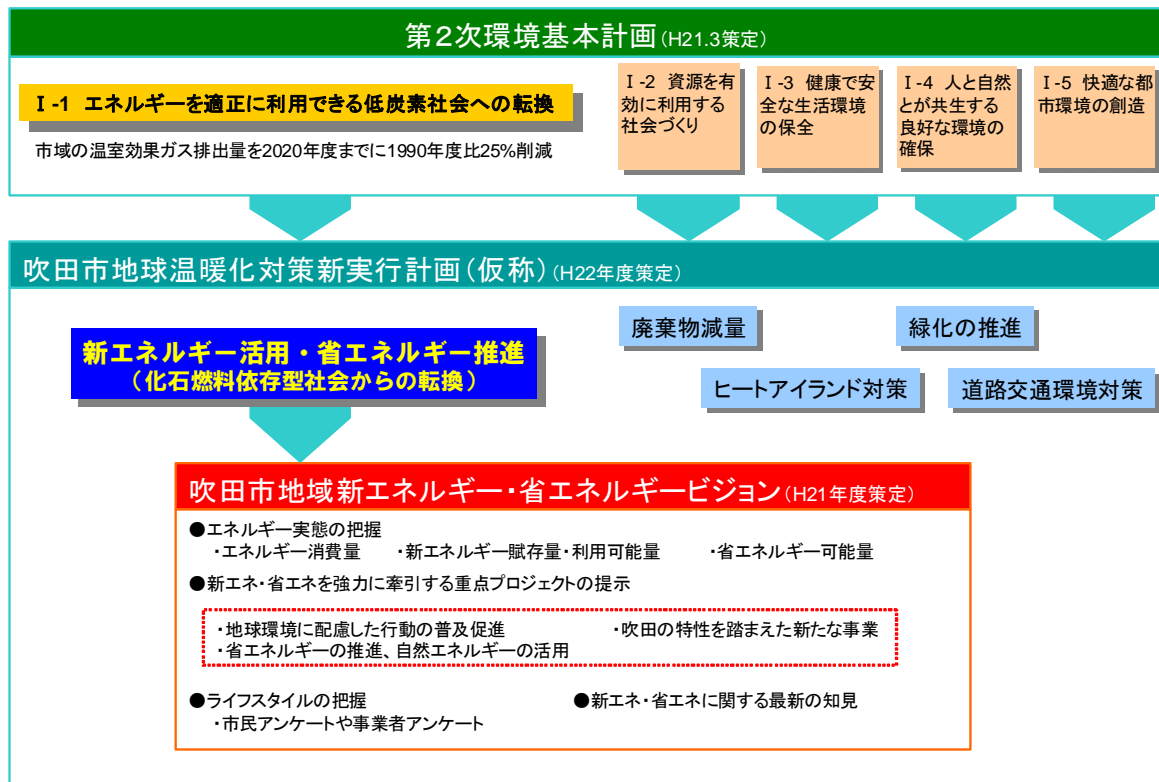 第2次環境基本計画(H21.3策定)
Ⅰ-1 エネルギーを適正に利用できる低炭素社会への転換
市域の温室効果ガス排出量を2020年度までに1990年度比25%削減
Ⅰ-2 資源を有
効に利用する
社会づくり
Ⅰ-3 健康で安
全な生活環境
の保全
Ⅰ-4 人と自然
とが共生する
良好な環境の
確保
Ⅰ-5 快適な都
市環境の創造
吹田市地球温暖化対策新実行計画(仮称)(H22年度策定)
新エネルギー活用・省エネルギー推進
(化石燃料依存型社会からの転換)
廃棄物減量
緑化の推進
ヒートアイランド対策
道路交通環境対策
吹田市地域新エネルギー・省エネルギービジョン(H21年度策定)
●エネルギー実態の把握
・エネルギー消費量 ・新エネルギー賦存量・利用可能量 ・省エネルギー可能量
●新エネ・省エネを強力に牽引する重点プロジェクトの提示
・地球環境に配慮した行動の普及促進 ・吹田の特性を踏まえた新たな事業
・省エネルギーの推進、自然エネルギーの活用
●ライフスタイルの把握 ●新エネ・省エネに関する最新の知見
・市民アンケートや事業者アンケート